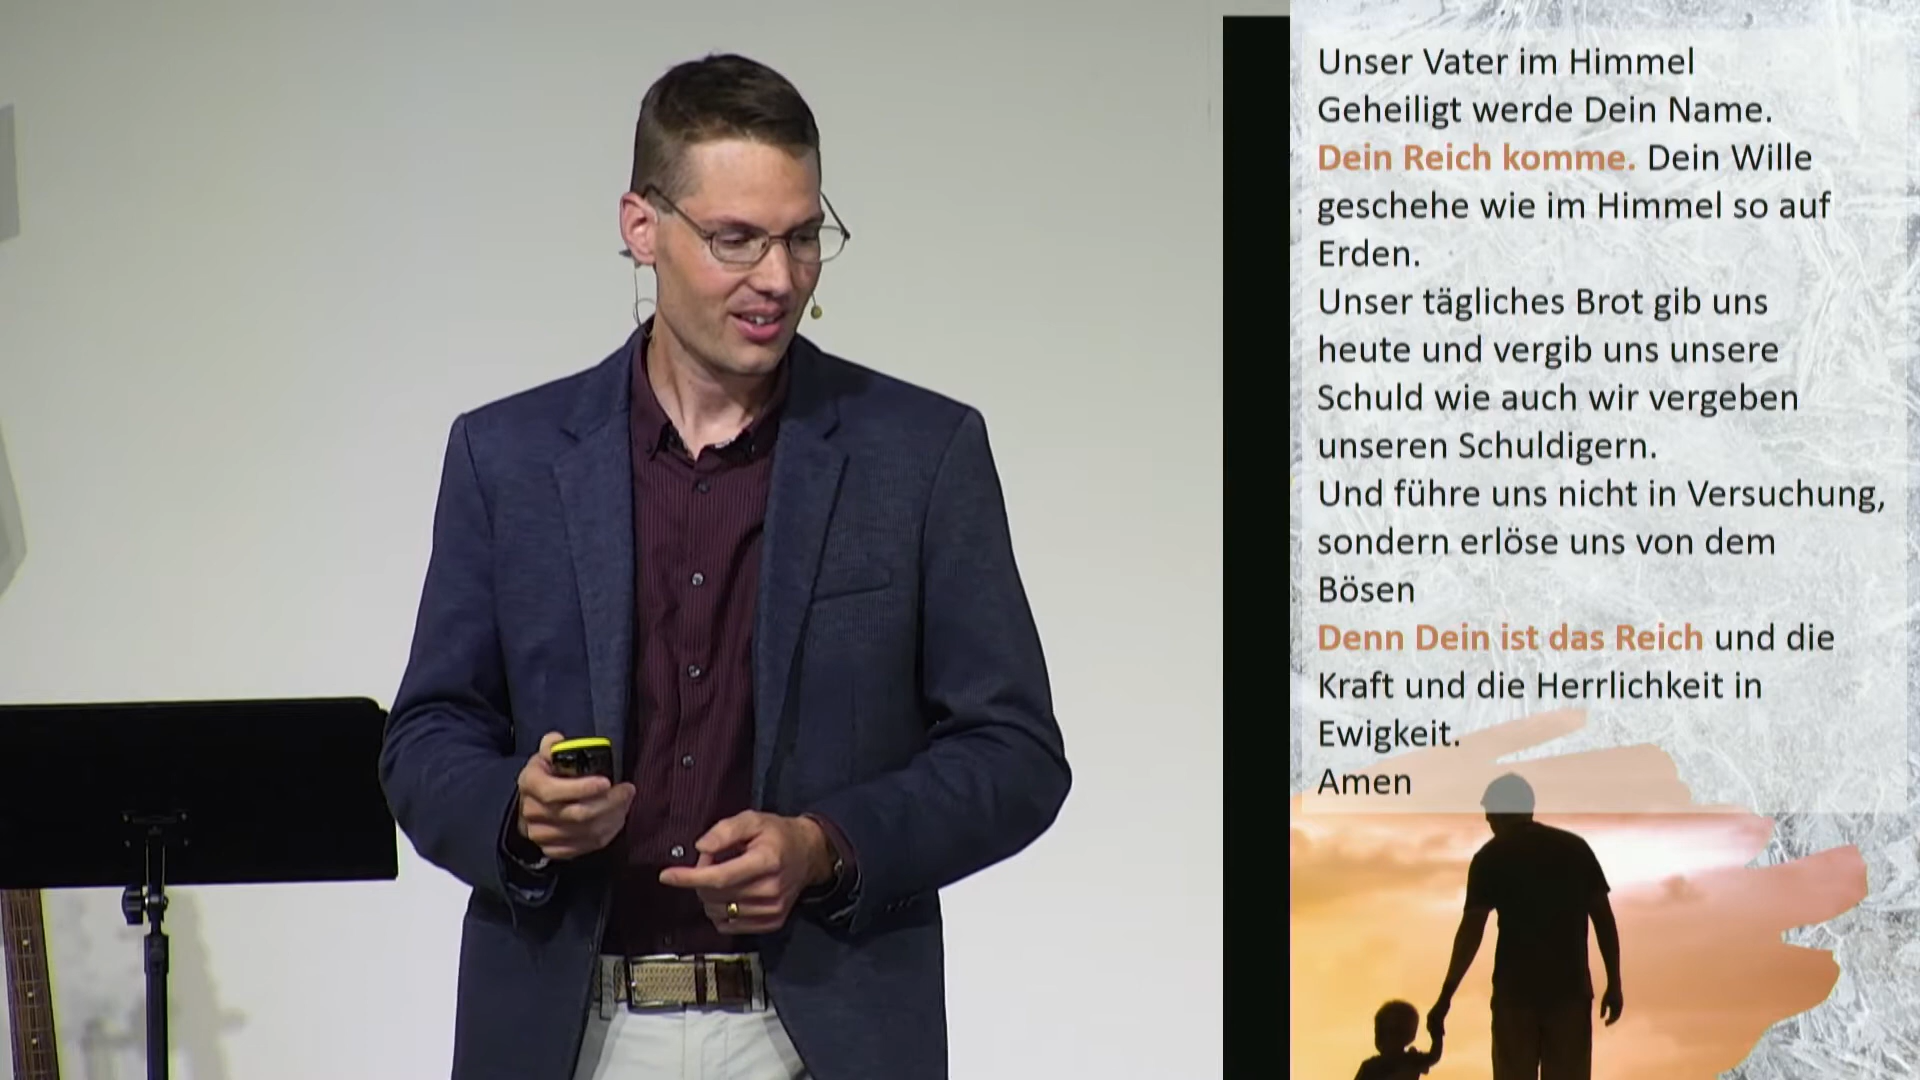 Unser Vater im Himmel
Geheiligt werde Dein Name.
Dein Reich komme. Dein Wille
geschehe wie im Himmel so auf
Erden.
Unser tägliches Brot gib uns
heute und vergib uns unsere
Schuld wie auch wir vergeben
unseren Schuldigern.
Und führe uns nicht in Versuchung,
sondern erlöse uns von dem
Bösen
Denn Dein ist das Reich und die
Kraft und die Herrlichkeit in
Ewigkeit.
Amen